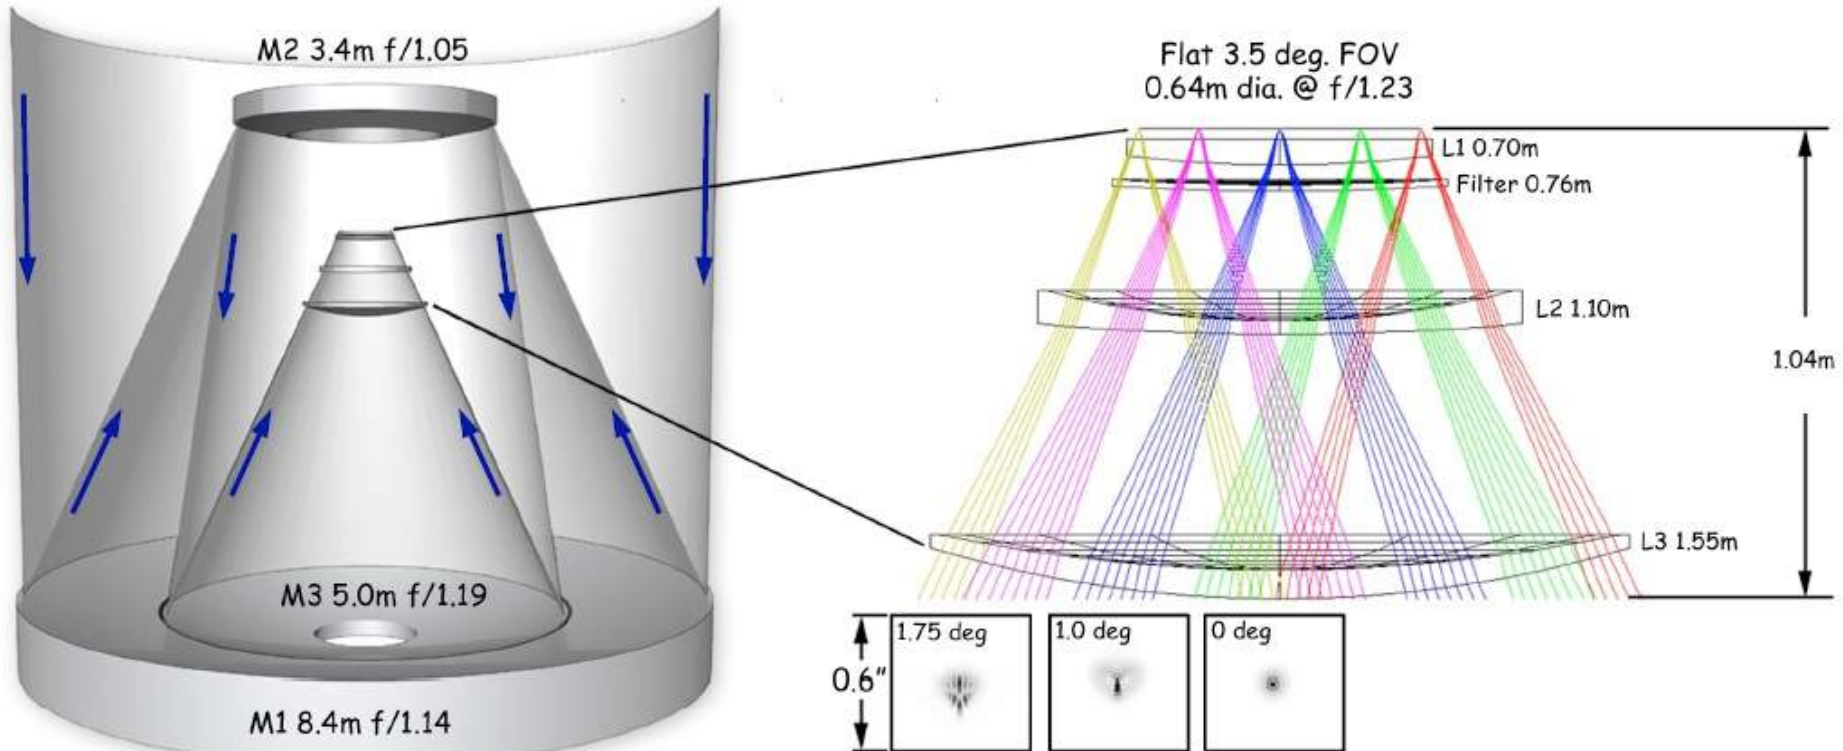 M2 3.4m f/1.05
Flat 3.5 deg. FOV
0.64m dia. @ f/1.23
L1 0.70m
Filter 0.76m
L2 1.10m
1.04m
L3 1.55m
M3 5.0m f/1.19
M1 8.4m f/1.14
0.6"
1.75 deg
1.0 deg
0 deg